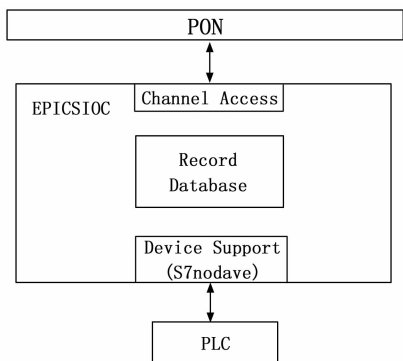 PON
Channel Access
EPICSIOC
Record
Database
Device Support
(S7nodave)
PLC